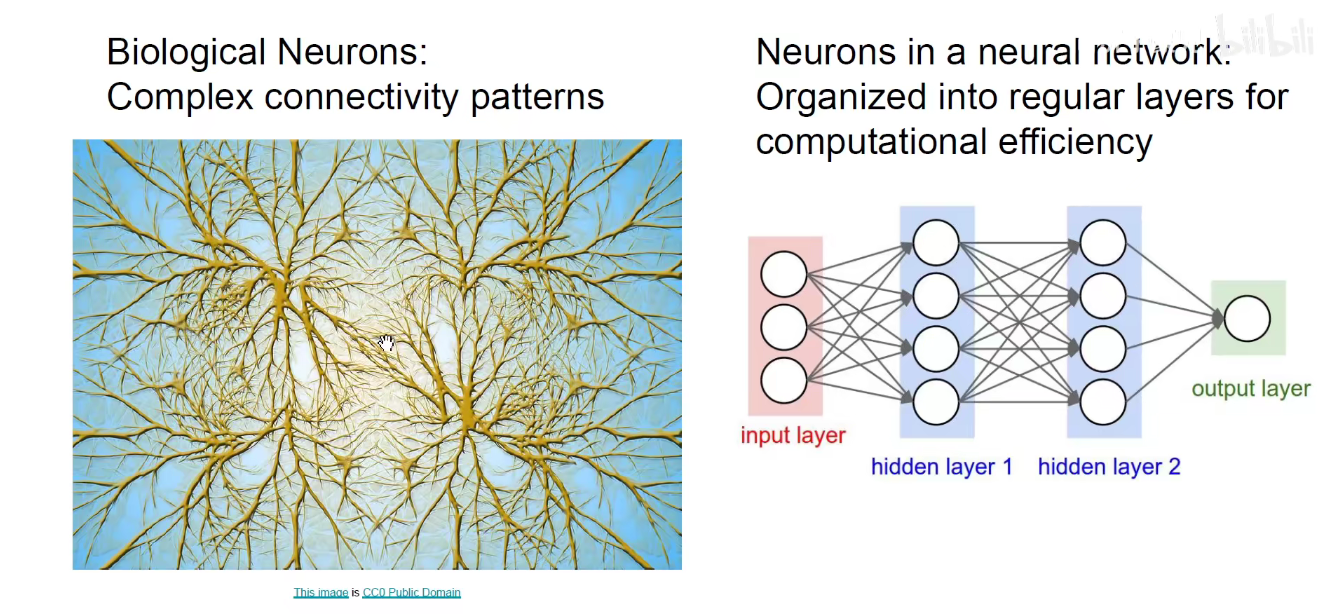 Biological Neurons:
Complex connectivity patterns
This image is CC0 Public Domain
Neurons in a neural network:
Organized into regular layers for
computational efficiency
input layer
hidden layer 1
hidden layer 2
output layer
bilibili